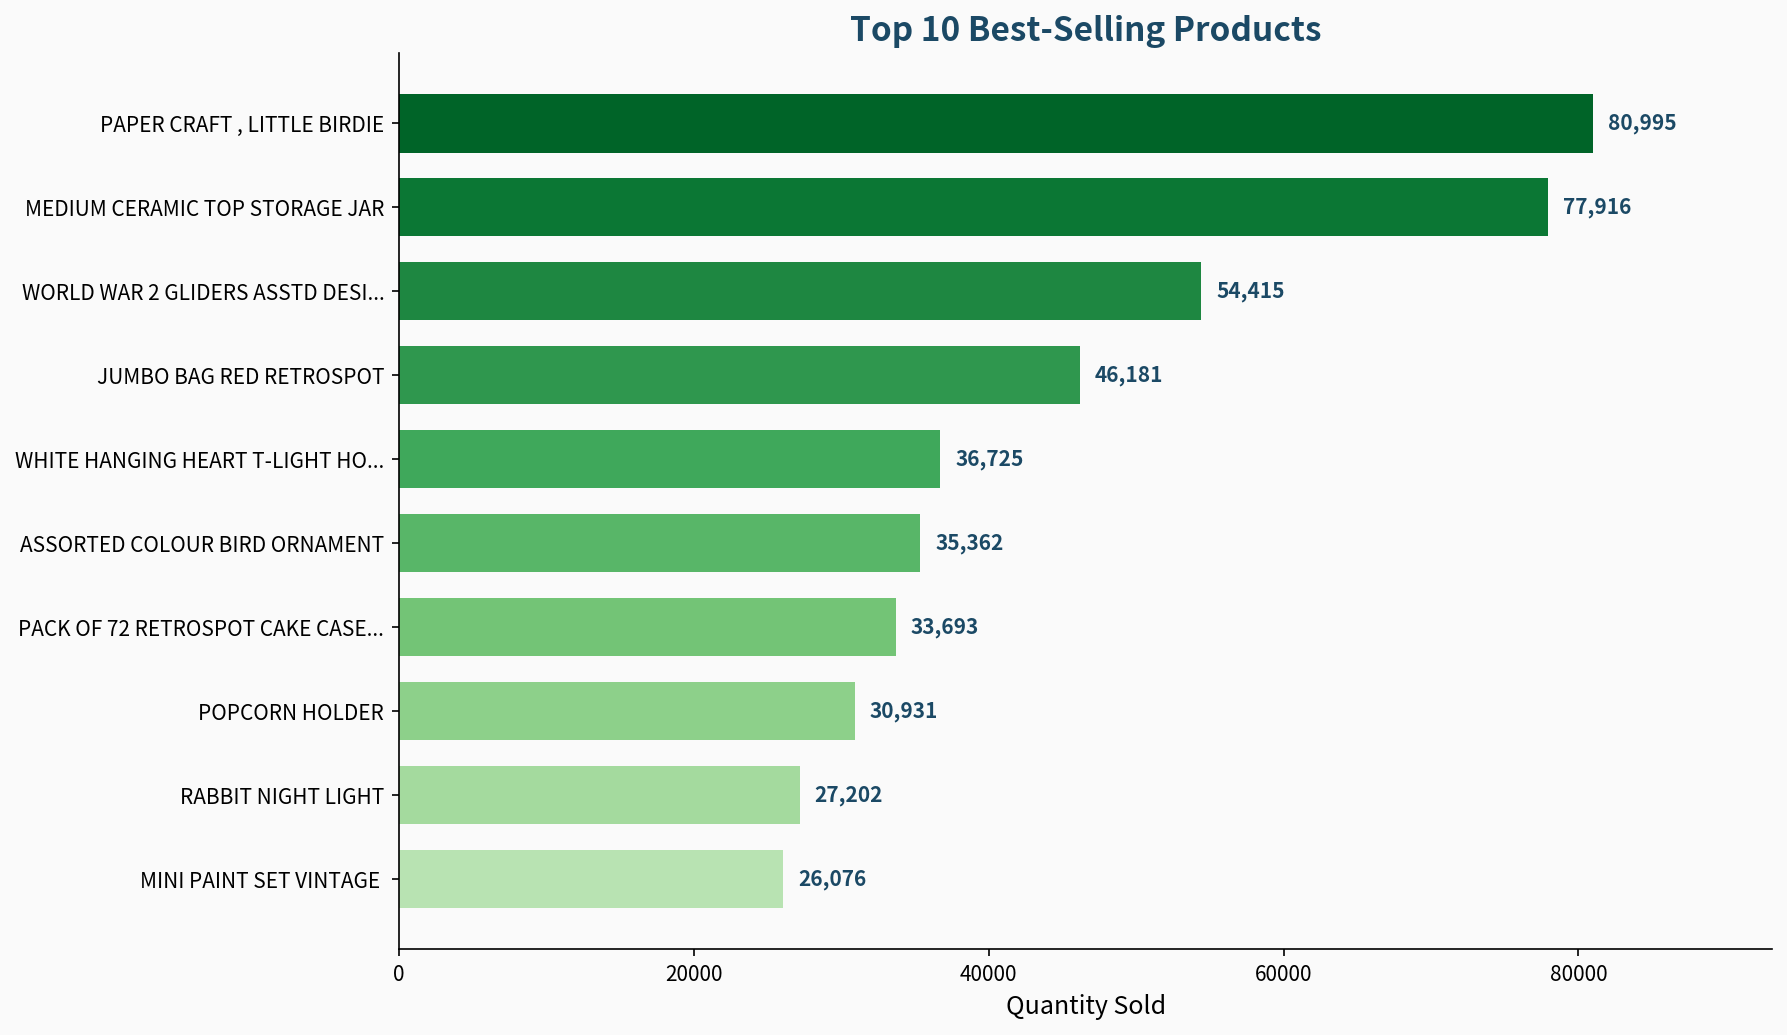 Top 10 Best-Selling Products
PAPER CRAFT , LITTLE BIRDIE 80,995
MEDIUM CERAMIC TOP STORAGE JAR 77,916
WORLD WAR 2 GLIDERS ASSTD DESI... 54,415
JUMBO BAG RED RETROSPOT 46,181
WHITE HANGING HEART T-LIGHT HO... 36,725
ASSORTED COLOUR BIRD ORNAMENT 35,362
PACK OF 72 RETROSPOT CAKE CASE... 33,693
POPCORN HOLDER 30,931
RABBIT NIGHT LIGHT 27,202
MINI PAINT SET VINTAGE 26,076
0 20000 40000 60000 80000
Quantity Sold